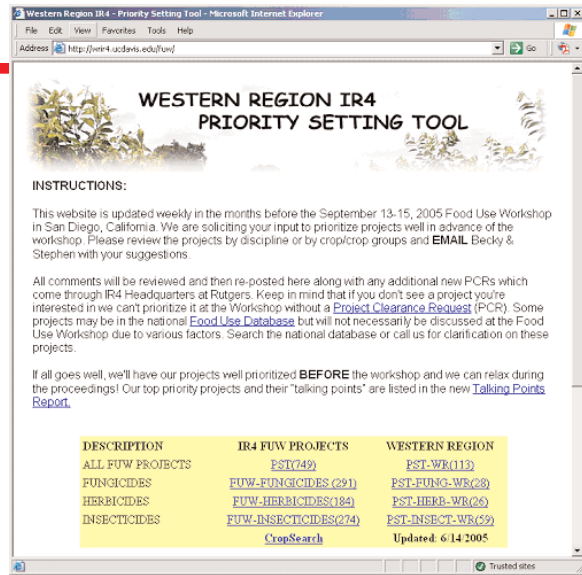 Western Region IR4 - Priority Setting Tool - Microsoft Internet Explorer
File Edit View Favorites Tools Help
Address http://wrir4.ucdavis.edu/fuw/ Go
WESTERN REGION IR4
PRIORITY SETTING TOOL
INSTRUCTIONS:
This website is updated weekly in the months before the September 13-15, 2005 Food Use Workshop
in San Diego, California. We are soliciting your input to prioritize projects well in advance of the
workshop. Please review the projects by discipline or by crop/crop groups and EMAIL Becky &
Stephen with your suggestions.
All comments will be reviewed and then re-posted here along with any additional new PCRs which
come through IR4 Headquarters at Rutgers. Keep in mind that if you don't see a project you're
interested in we can't prioritize it at the Workshop without a Project Clearance Request (PCR). Some
projects may be in the national Food Use Database but will not necessarily be discussed at the Food
Use Workshop due to various factors. Search the national database or call us for clarification on these
projects.
If all goes well, we'll have our projects well prioritized BEFORE the workshop and we can relax during
the proceedings! Our top priority projects and their "talking points" are listed in the new Talking Points
Report.
DESCRIPTION IR4 FUW PROJECTS WESTERN REGION
ALL FUW PROJECTS PST(749) PST-WR(113)
FUNGICIDES FUW-FUNGICIDES (291) PST-FUNG-WR(28)
HERBICIDES FUW-HERBICIDES(184) PST-HERB-WR(26)
INSECTICIDES FUW-INSECTICIDES(274) PST-INSECT-WR(59)
CropSearch Updated: 6/14/2005
Trusted sites